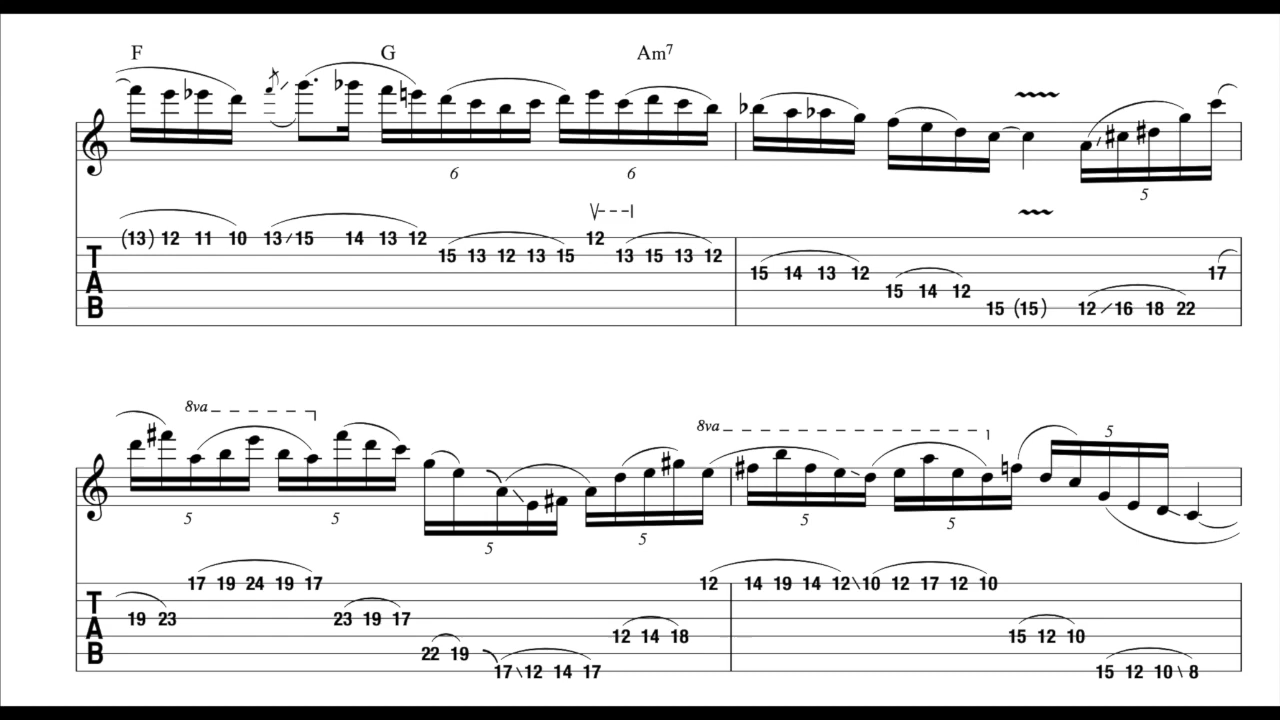 F G Am7
6 6 5
(13) 12 11 10 13/15 14 13 12 12
T 15 13 12 13 15 13 15 13 12
15 14 13 12 17
A 15 14 12
B 15 (15) 12/16 18 22
8va 8va 5
5 5 5 5 5 5
17 19 24 19 17 12 14 19 14 12\10 12 17 12 10
T
19 23 23 19 17
A 12 14 18 15 12 10
B 22 19
17\12 14 17 15 12 10\8